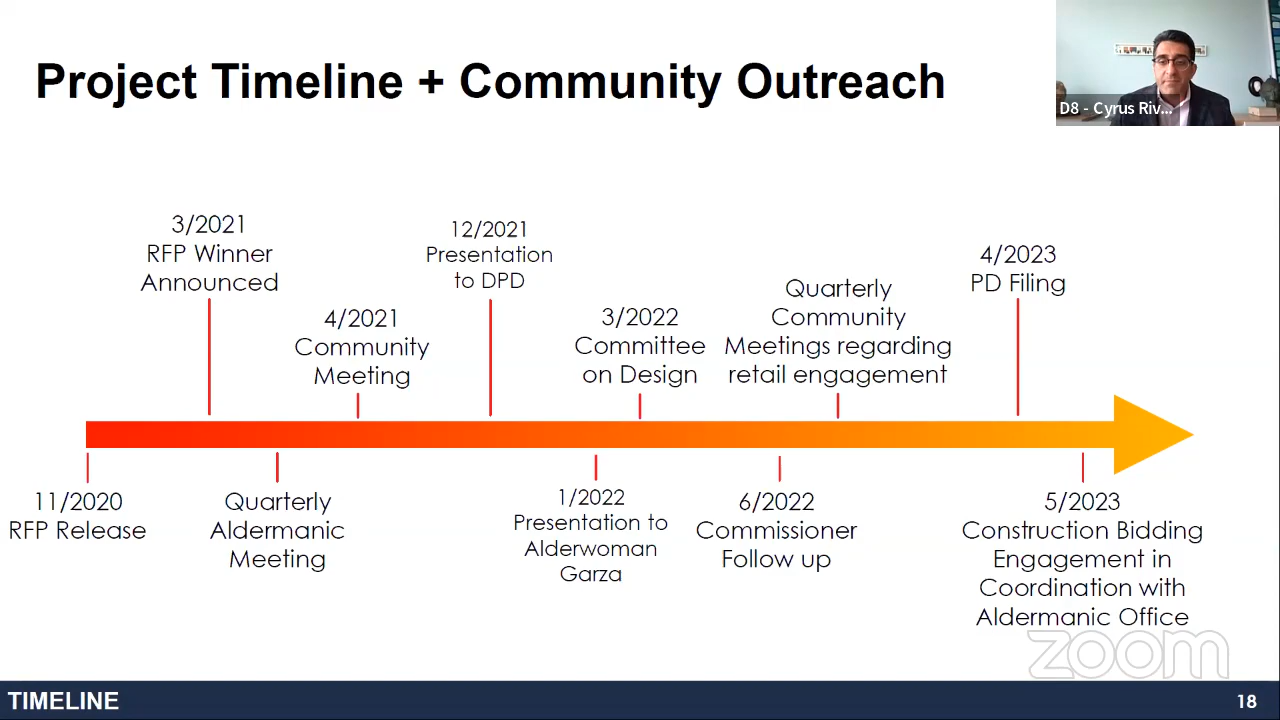 Project Timeline + Community Outreach
D8 - Cyrus Riv...
3/2021
RFP Winner
Announced
12/2021
Presentation
to DPD
4/2023
PD Filing
4/2021
Community
Meeting
3/2022
Committee
on Design
Quarterly
Community
Meetings regarding
retail engagement
11/2020
RFP Release
Quarterly
Aldermanic
Meeting
1/2022
Presentation to
Alderwoman
Garza
6/2022
Commissioner
Follow up
5/2023
Construction Bidding
Engagement in
Coordination with
Aldermanic Office
zoom
TIMELINE
18